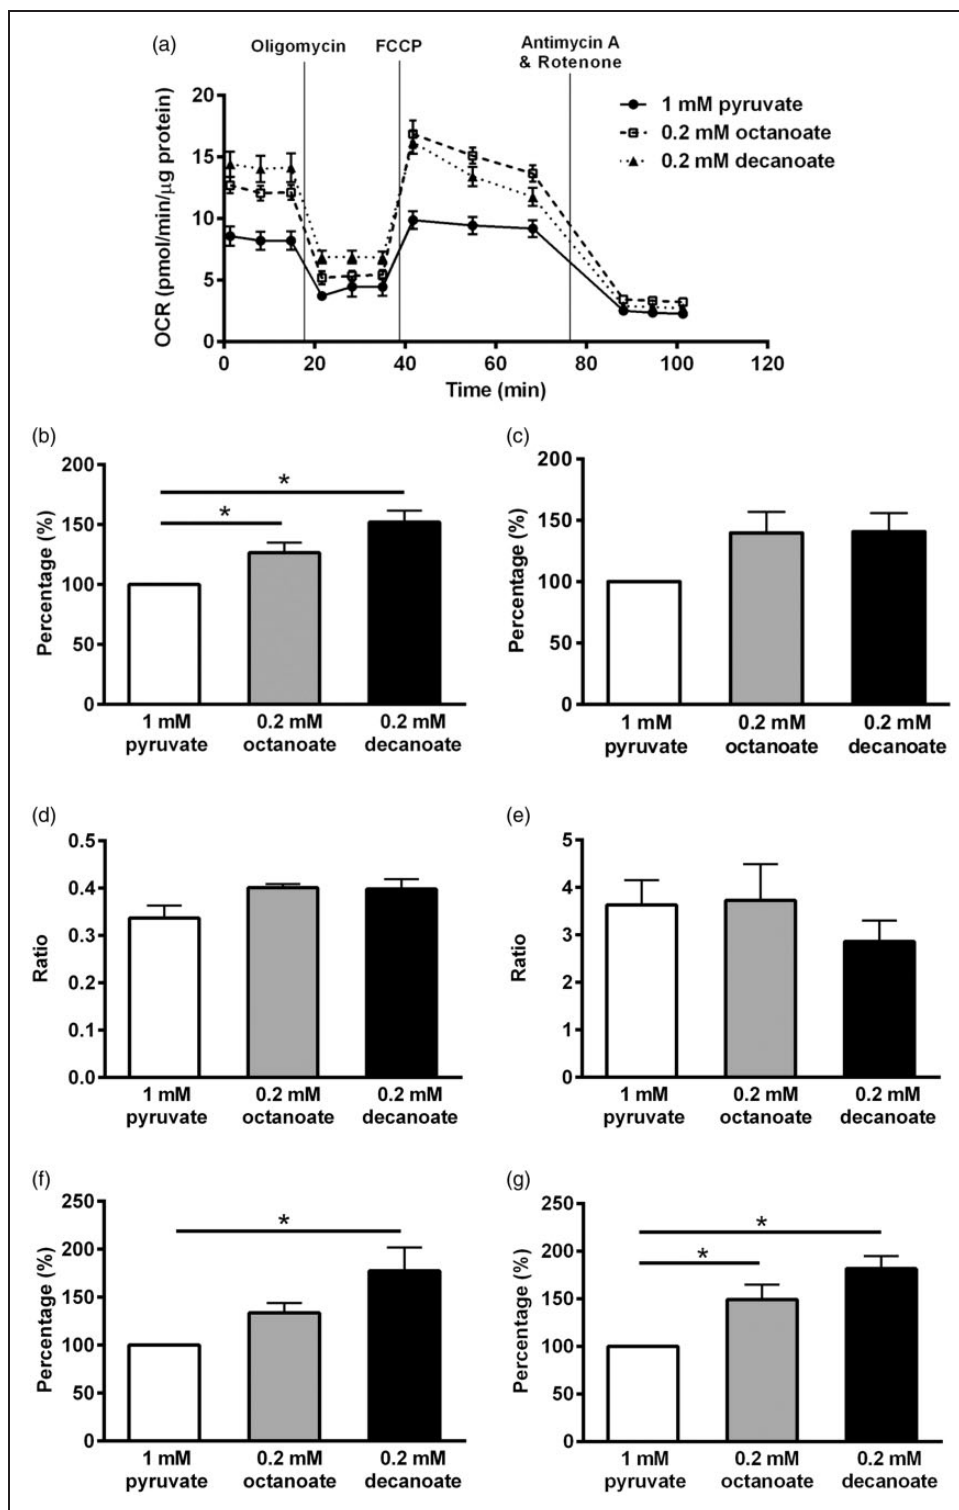 (a)
Oligomycin
FCCP
Antimycin A
& Rotenone
1 mM pyruvate
0.2 mM octanoate
0.2 mM decanoate
OCR (pmol/min/µg protein)
20
15
10
5
0
0
20
40
60
80
100
120
Time (min)
(b)
Percentage (%)
200
150
100
50
0
*
*
1 mM
pyruvate
0.2 mM
octanoate
0.2 mM
decanoate
(c)
Percentage (%)
200
150
100
50
0
1 mM
pyruvate
0.2 mM
octanoate
0.2 mM
decanoate
(d)
Ratio
0.5
0.4
0.3
0.2
0.1
0.0
1 mM
pyruvate
0.2 mM
octanoate
0.2 mM
decanoate
(e)
Ratio
5
4
3
2
1
0
1 mM
pyruvate
0.2 mM
octanoate
0.2 mM
decanoate
(f)
Percentage (%)
250
200
150
100
50
0
*
1 mM
pyruvate
0.2 mM
octanoate
0.2 mM
decanoate
(g)
Percentage (%)
250
200
150
100
50
0
*
*
1 mM
pyruvate
0.2 mM
octanoate
0.2 mM
decanoate